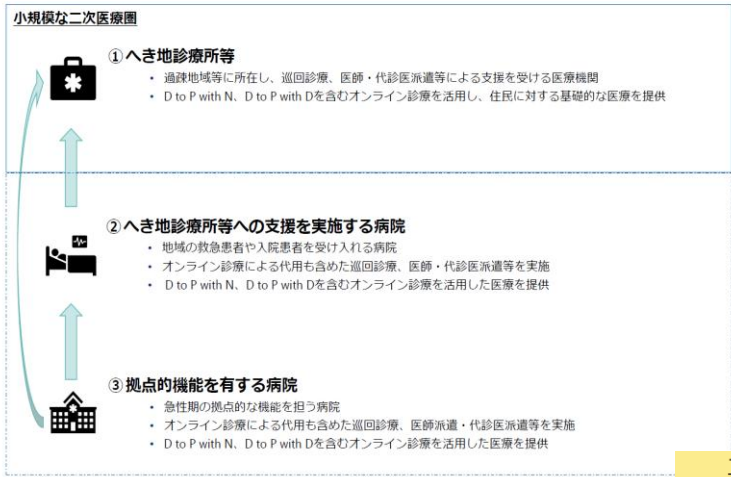 小規模な二次医療圏
①へき地診療所等
• 過疎地域等に所在し、巡回診療、医師・代診医派遣等による支援を受ける医療機関
• D to P with N、D to P with Dを含むオンライン診療を活用し、住民に対する基礎的な医療を提供
②へき地診療所等への支援を実施する病院
• 地域の救急患者や入院患者を受け入れる病院
• オンライン診療による代用も含めた巡回診療、医師・代診医派遣等を実施
• D to P with N、D to P with Dを含むオンライン診療を活用した医療を提供
③拠点的機能を有する病院
• 急性期の拠点的な機能を担う病院
• オンライン診療による代用も含めた巡回診療、医師派遣・代診医派遣等を実施
• D to P with N、D to P with Dを含むオンライン診療を活用した医療を提供